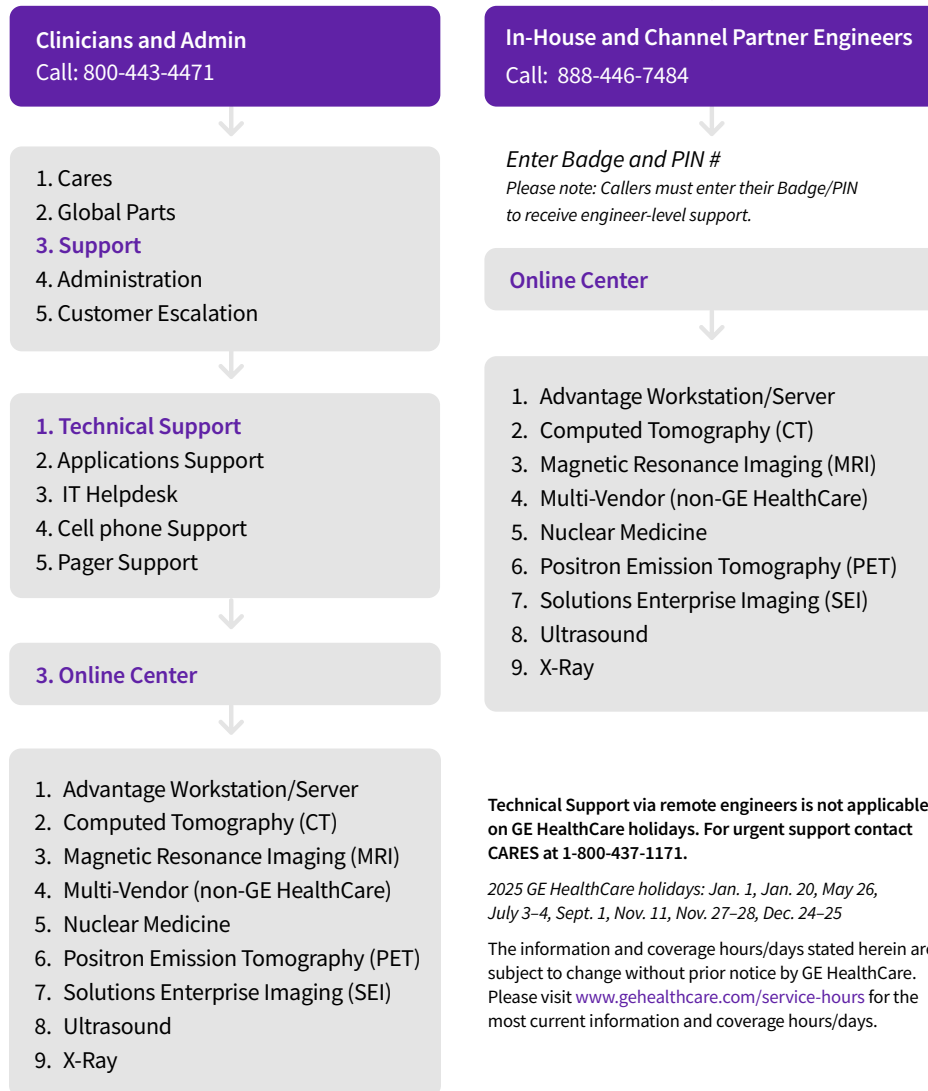 Clinicians and Admin
Call: 800-443-4471
1. Cares
2. Global Parts
3. Support
4. Administration
5. Customer Escalation
1. Technical Support
2. Applications Support
3. IT Helpdesk
4. Cell phone Support
5. Pager Support
3. Online Center
1. Advantage Workstation/Server
2. Computed Tomography (CT)
3. Magnetic Resonance Imaging (MRI)
4. Multi-Vendor (non-GE HealthCare)
5. Nuclear Medicine
6. Positron Emission Tomography (PET)
7. Solutions Enterprise Imaging (SEI)
8. Ultrasound
9. X-Ray
In-House and Channel Partner Engineers
Call: 888-446-7484
Enter Badge and PIN #
Please note: Callers must enter their Badge/PIN
to receive engineer-level support.
Online Center
1. Advantage Workstation/Server
2. Computed Tomography (CT)
3. Magnetic Resonance Imaging (MRI)
4. Multi-Vendor (non-GE HealthCare)
5. Nuclear Medicine
6. Positron Emission Tomography (PET)
7. Solutions Enterprise Imaging (SEI)
8. Ultrasound
9. X-Ray
Technical Support via remote engineers is not applicable
on GE HealthCare holidays. For urgent support contact
CARES at 1-800-437-1171.
2025 GE HealthCare holidays: Jan. 1, Jan. 20, May 26,
July 3–4, Sept. 1, Nov. 11, Nov. 27–28, Dec. 24–25
The information and coverage hours/days stated herein are
subject to change without prior notice by GE HealthCare.
Please visit www.gehealthcare.com/service-hours for the
most current information and coverage hours/days.